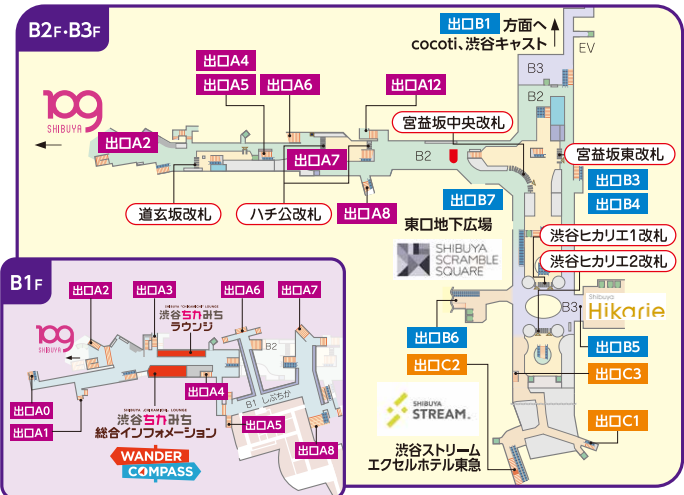 B2F・B3F
出口B1 方面へ
cocoti、渋谷キャスト
EV
B3
B2
出口A4
出口A5
出口A6
出口A12
109
SHIBUYA
宮益坂中央改札
出口A2
出口A7
B2
宮益坂東改札
出口B3
出口B4
出口B7
道玄坂改札
ハチ公改札
出口A8
東口地下広場
渋谷ヒカリエ1改札
渋谷ヒカリエ2改札
SHIBUYA
SCRAMBLE
SQUARE
B3
Shibuya
Hikarie
出口B6
出口B5
出口C2
出口C3
SHIBUYA
STREAM.
出口C1
渋谷ストリーム
エクセルホテル東急
B1F
出口A2
出口A3
出口A6
出口A7
SHIBUYA "CHIKAMICHI" LOUNGE
渋谷ちかみち
ラウンジ
109
SHIBUYA
B2
出口A4
B1 しぶちか
出口A0
出口A1
SHIBUYA "CHIKAMICHI" LOUNGE
渋谷ちかみち
総合インフォメーション
出口A5
出口A8
WANDER
COMPASS